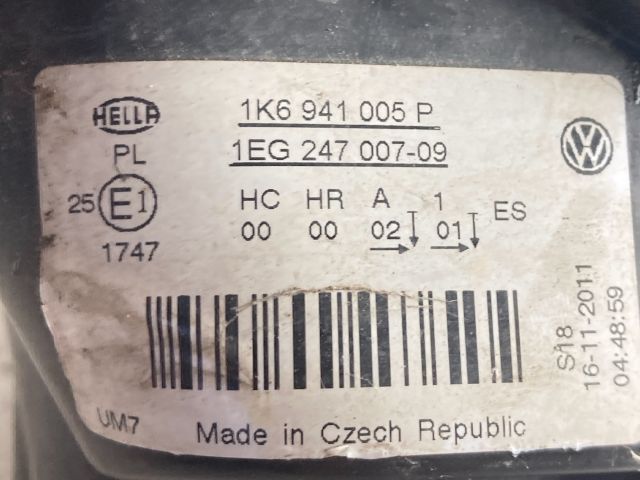 HELLA
1K6 941 005 P
PL
1EG 247 007-09
VW
25 E1
HC HR A 1 ES
00 00 02 01
1747
S18
16-11-2011
04:48:59
UM7
Made in Czech Republic